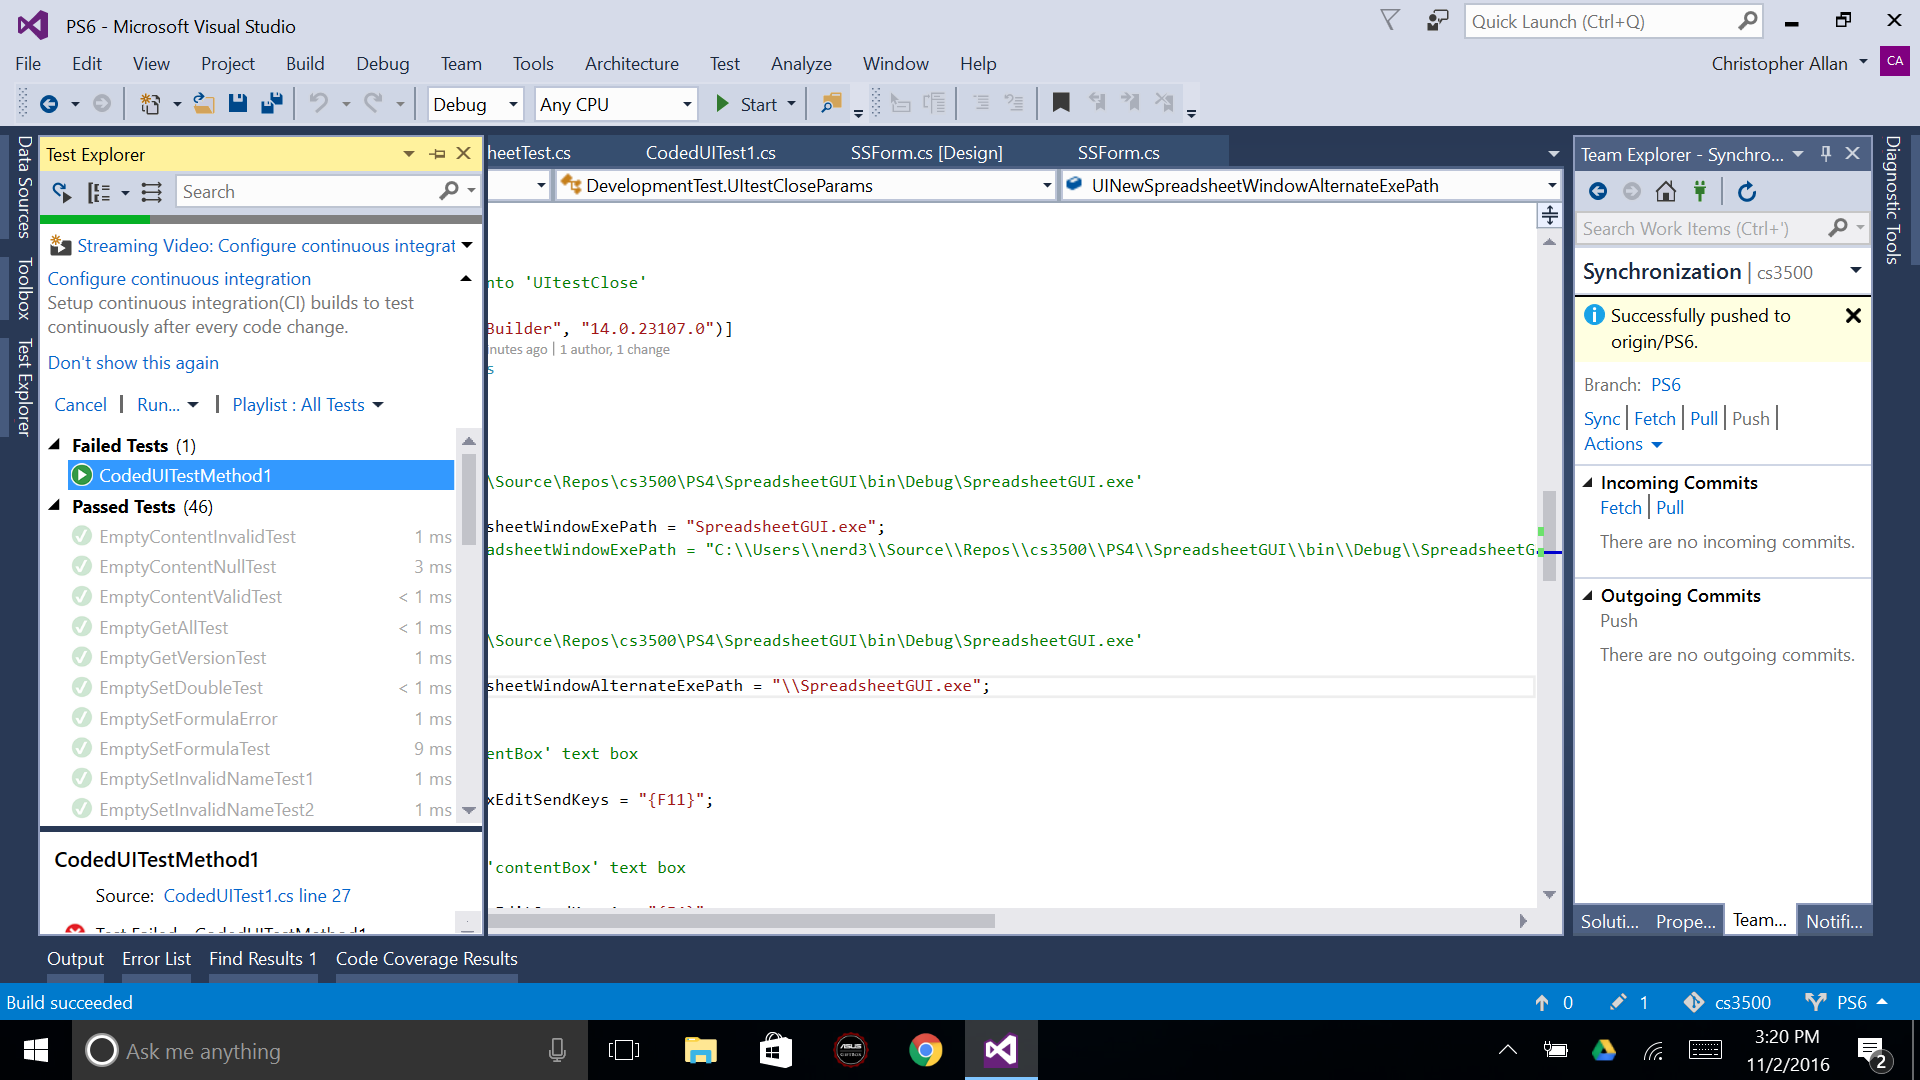 PS6 - Microsoft Visual Studio
Quick Launch (Ctrl+Q)
File Edit View Project Build Debug Team Tools Architecture Test Analyze Window Help
Christopher Allan
CA
Debug Any CPU Start
Data Sources
Toolbox
Test Explorer
Test Explorer
Search
Streaming Video: Configure continuous integrat
Configure continuous integration
Setup continuous integration(CI) builds to test
continuously after every code change.
Don't show this again
Cancel | Run... | Playlist : All Tests
Failed Tests (1)
CodedUITestMethod1
Passed Tests (46)
EmptyContentInvalidTest 1 ms
EmptyContentNullTest 3 ms
EmptyContentValidTest < 1 ms
EmptyGetAllTest < 1 ms
EmptyGetVersionTest 1 ms
EmptySetDoubleTest < 1 ms
EmptySetFormulaError 1 ms
EmptySetFormulaTest 9 ms
EmptySetInvalidNameTest1 1 ms
EmptySetInvalidNameTest2 1 ms
CodedUITestMethod1
Source: CodedUITest1.cs line 27
Test Failed - CodedUITestMethod1
heetTest.cs CodedUITest1.cs SSForm.cs [Design] SSForm.cs
DevelopmentTest.UItestCloseParams UINewSpreadsheetWindowAlternateExePath
nto 'UItestClose'
Builder", "14.0.23107.0")]
inutes ago | 1 author, 1 change
s
\Source\Repos\cs3500\PS4\SpreadsheetGUI\bin\Debug\SpreadsheetGUI.exe'
sheetWindowExePath = "SpreadsheetGUI.exe";
adsheetWindowExePath = "C:\\Users\\nerd3\\Source\\Repos\\cs3500\\PS4\\SpreadsheetGUI\\bin\\Debug\\SpreadsheetG
\Source\Repos\cs3500\PS4\SpreadsheetGUI\bin\Debug\SpreadsheetGUI.exe'
sheetWindowAlternateExePath = "\\SpreadsheetGUI.exe";
entBox' text box
xEditSendKeys = "{F11}";
'contentBox' text box
Team Explorer - Synchro...
Search Work Items (Ctrl+')
Synchronization | cs3500
Successfully pushed to
origin/PS6.
Branch: PS6
Sync | Fetch | Pull | Push |
Actions
Incoming Commits
Fetch | Pull
There are no incoming commits.
Outgoing Commits
Push
There are no outgoing commits.
Soluti... Prope... Team... Notifi...
Diagnostic Tools
Output Error List Find Results 1 Code Coverage Results
Build succeeded
0 1 cs3500 PS6
Ask me anything
3:20 PM
11/2/2016
2